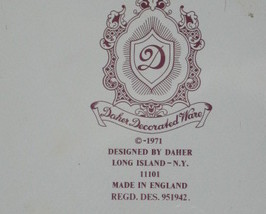 D
Daher Decorated Ware
©-1971
DESIGNED BY DAHER
LONG ISLAND-N.Y.
11101
MADE IN ENGLAND
REGD. DES. 951942.